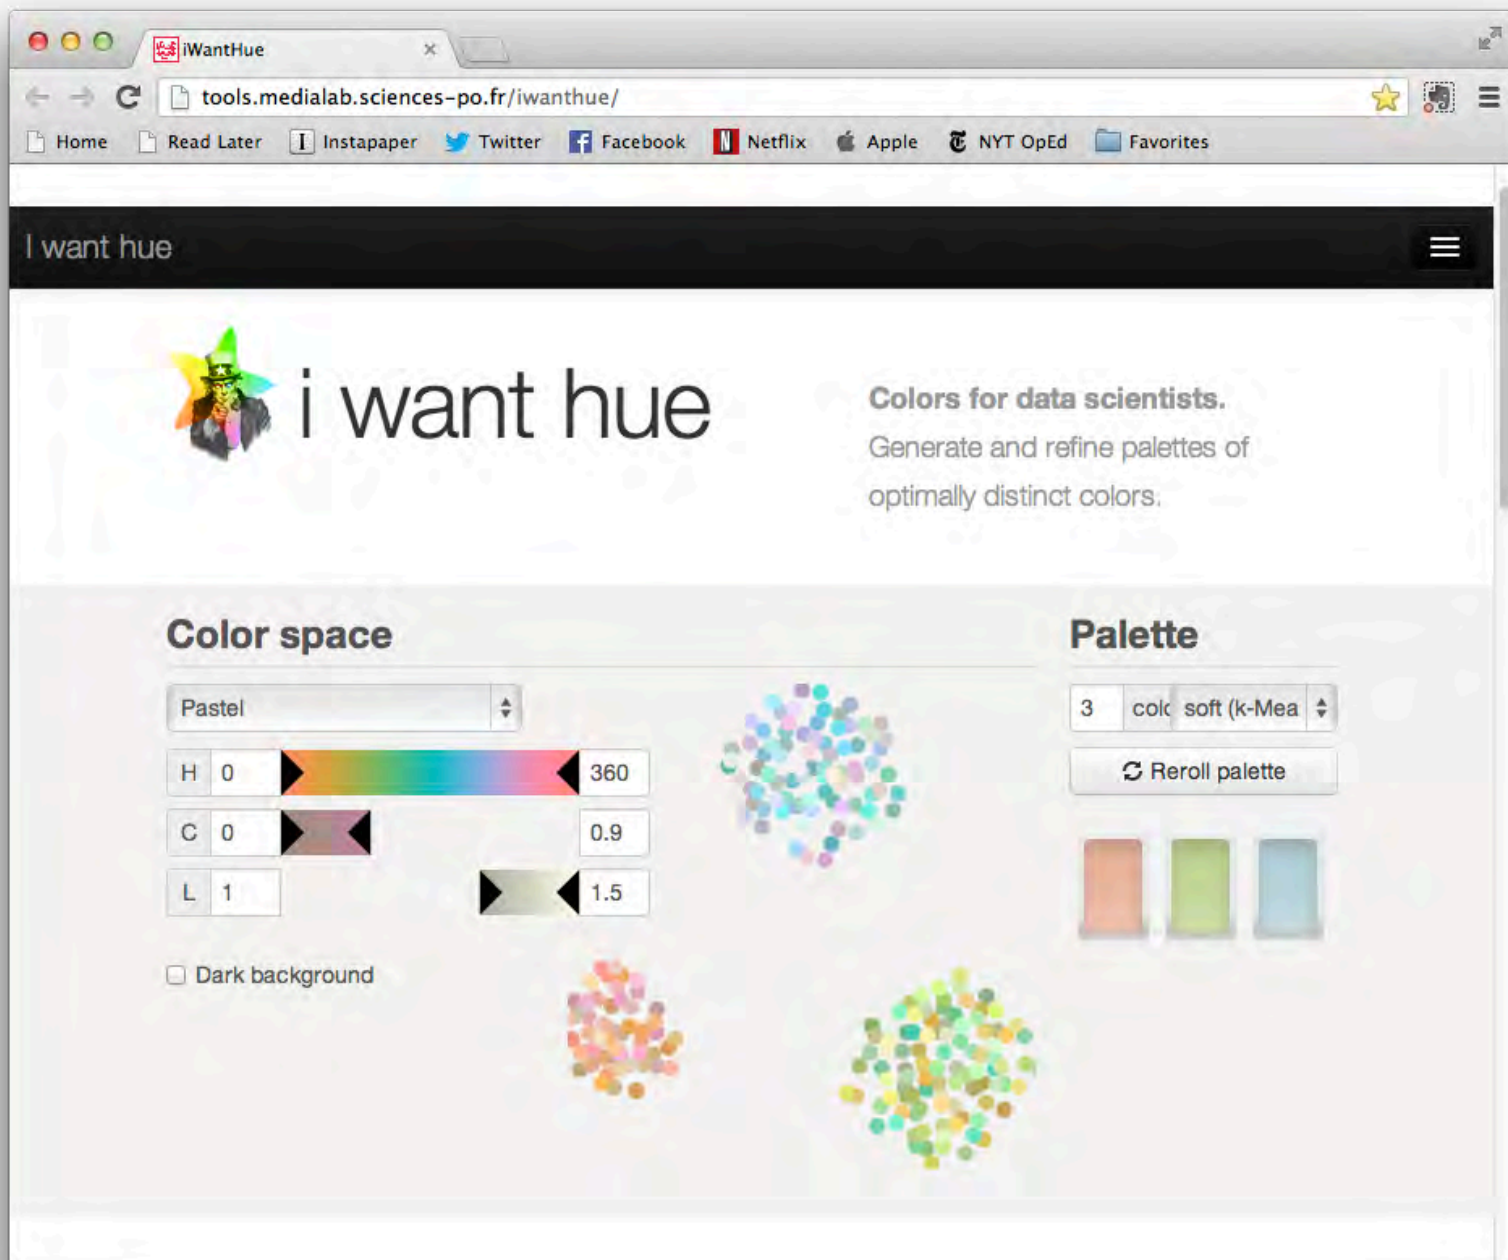 iWantHue
tools.medialab.sciences-po.fr/iwanthue/
Home Read Later I Instapaper Twitter f Facebook N Netflix Apple NYT OpEd Favorites
I want hue
i want hue
Colors for data scientists.
Generate and refine palettes of
optimally distinct colors.
Color space
Palette
Pastel
3 colc soft (k-Mea
H 0 360
Reroll palette
C 0 0.9
L 1 1.5
Dark background